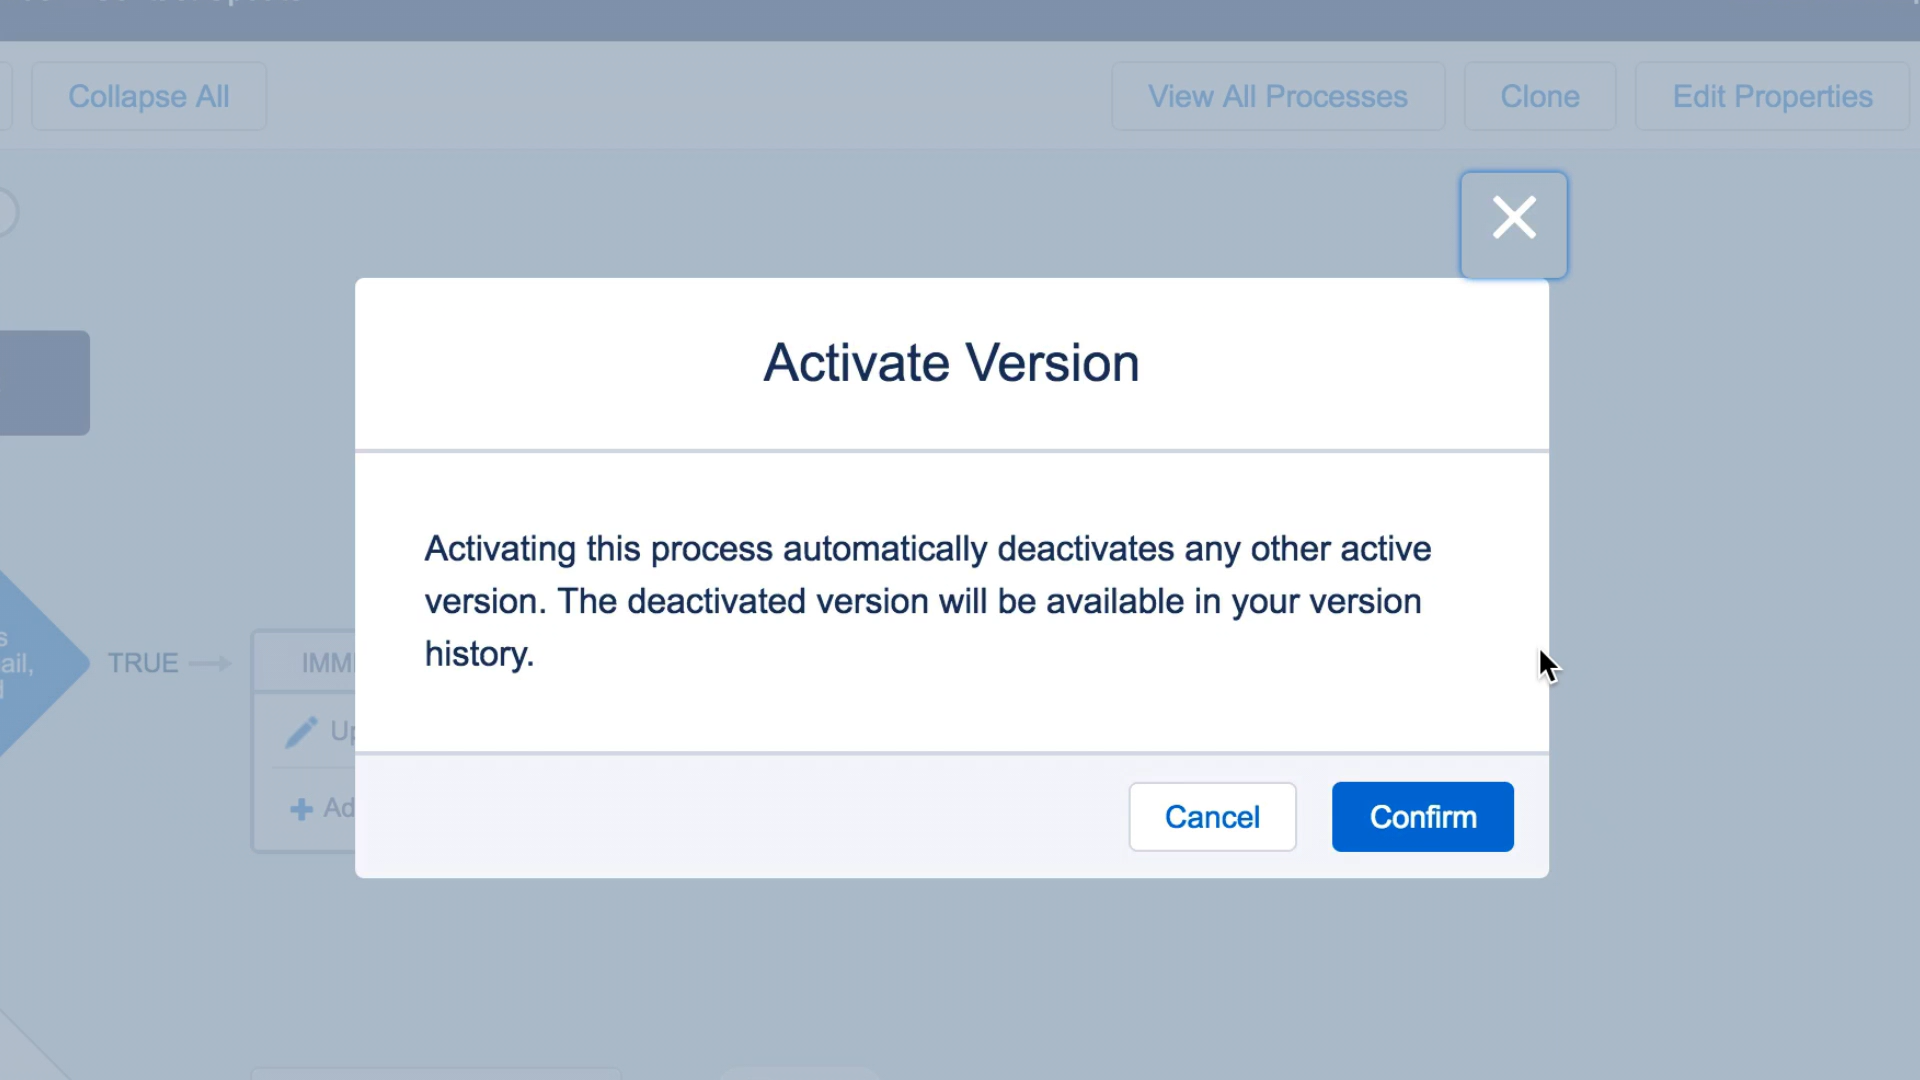 Collapse All
View All Processes
Clone
Edit Properties
Activate Version
Activating this process automatically deactivates any other active
version. The deactivated version will be available in your version
history.
TRUE
Cancel
Confirm